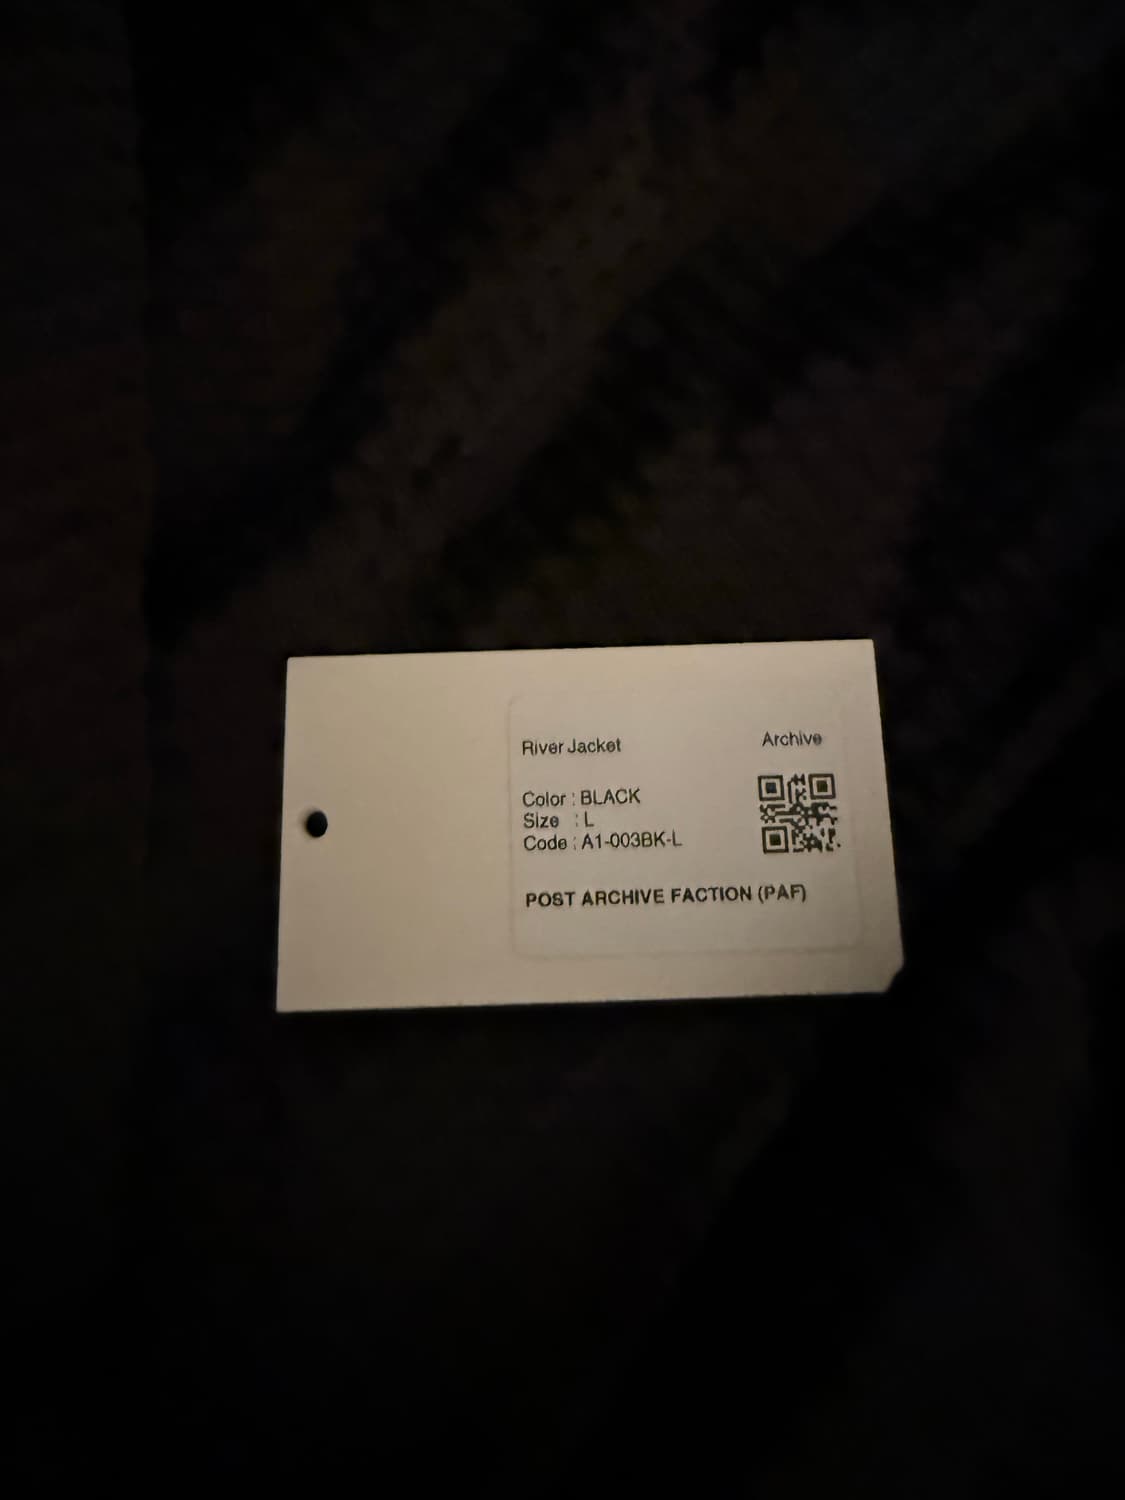 River Jacket
Archive
Color : BLACK
Size : L
Code : A1-003BK-L
POST ARCHIVE FACTION (PAF)